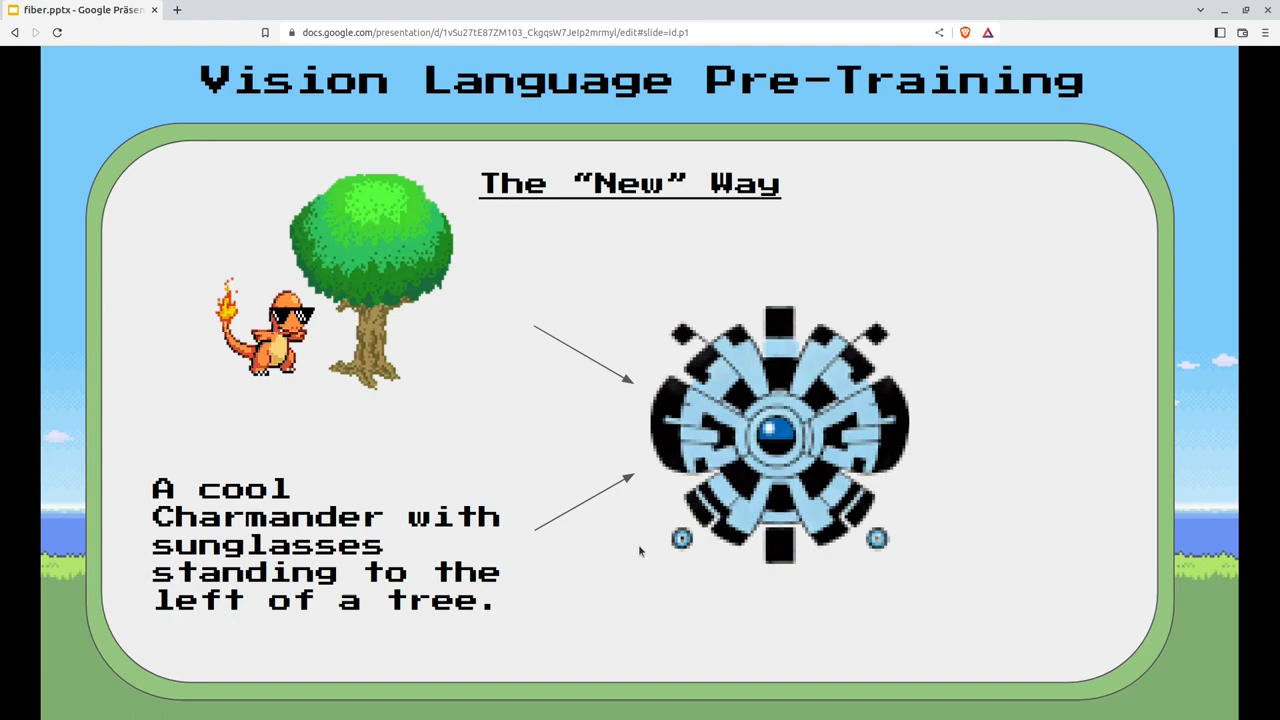 fiber.pptx - Google Präsen
docs.google.com/presentation/d/1vSu27tE87ZM103_CkgqsW7JeIp2mrmyl/edit#slide=id.p1
Vision Language Pre-Training
The “New” Way
A cool
Charmander with
sunglasses
standing to the
left of a tree.